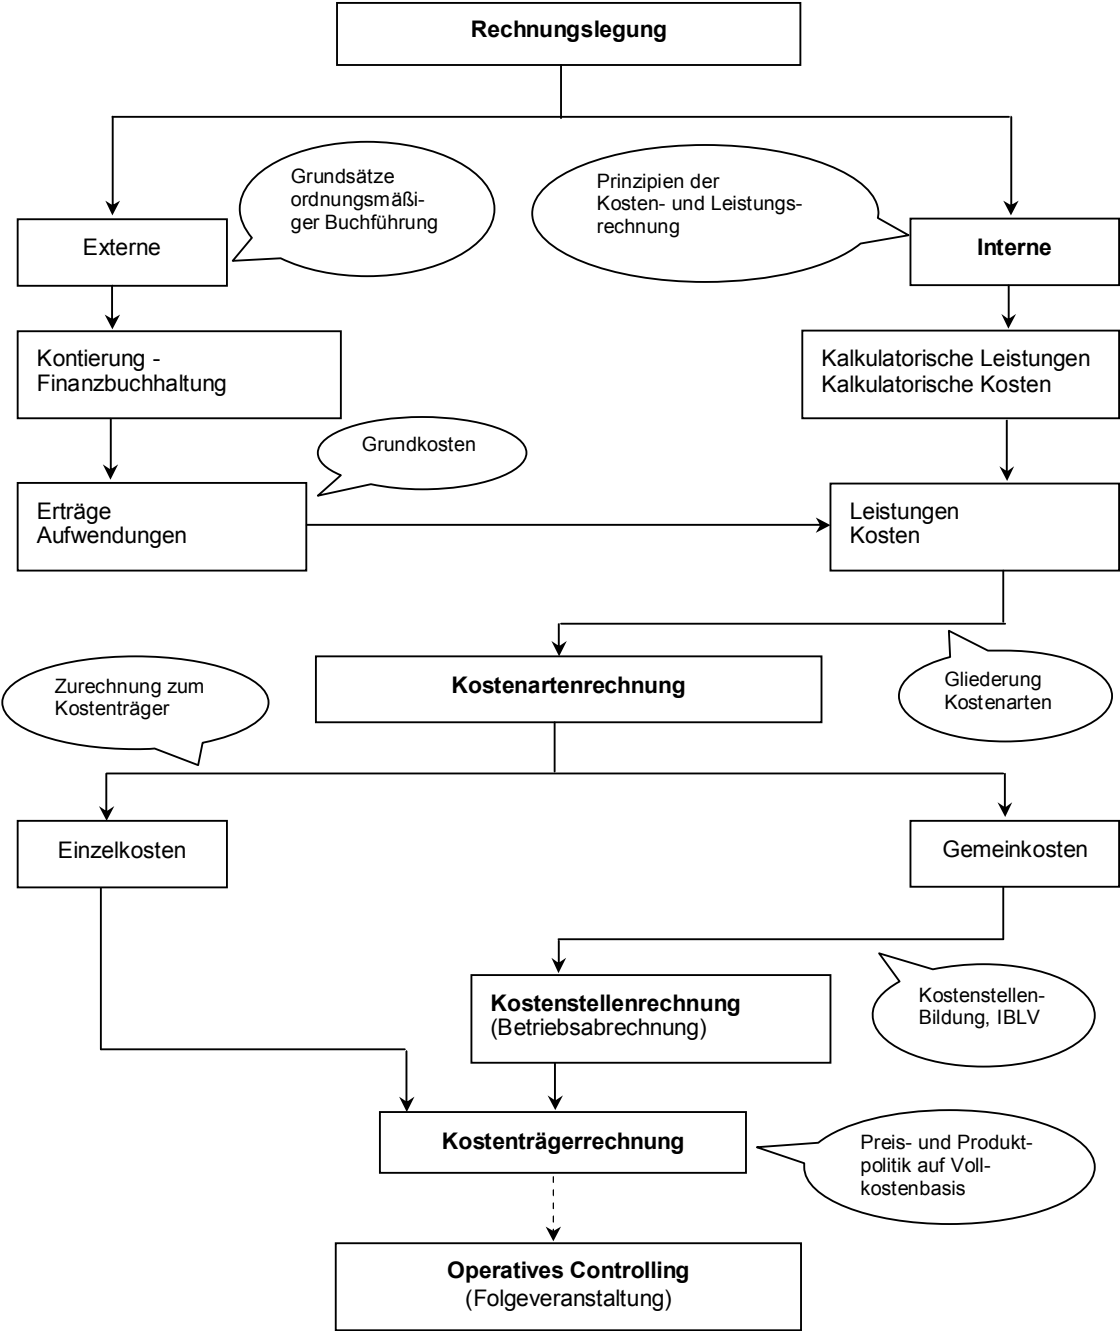 Rechnungslegung
Grundsätze
ordnungsmäßi-
ger Buchführung
Prinzipien der
Kosten- und Leistungs-
rechnung
Externe
Interne
Kontierung -
Finanzbuchhaltung
Kalkulatorische Leistungen
Kalkulatorische Kosten
Grundkosten
Erträge
Aufwendungen
Leistungen
Kosten
Kostenartenrechnung
Gliederung
Kostenarten
Zurechnung zum
Kostenträger
Einzelkosten
Gemeinkosten
Kostenstellenrechnung
(Betriebsabrechnung)
Kostenstellen-
Bildung, IBLV
Kostenträgerrechnung
Preis- und Produkt-
politik auf Voll-
kostenbasis
Operatives Controlling
(Folgeveranstaltung)